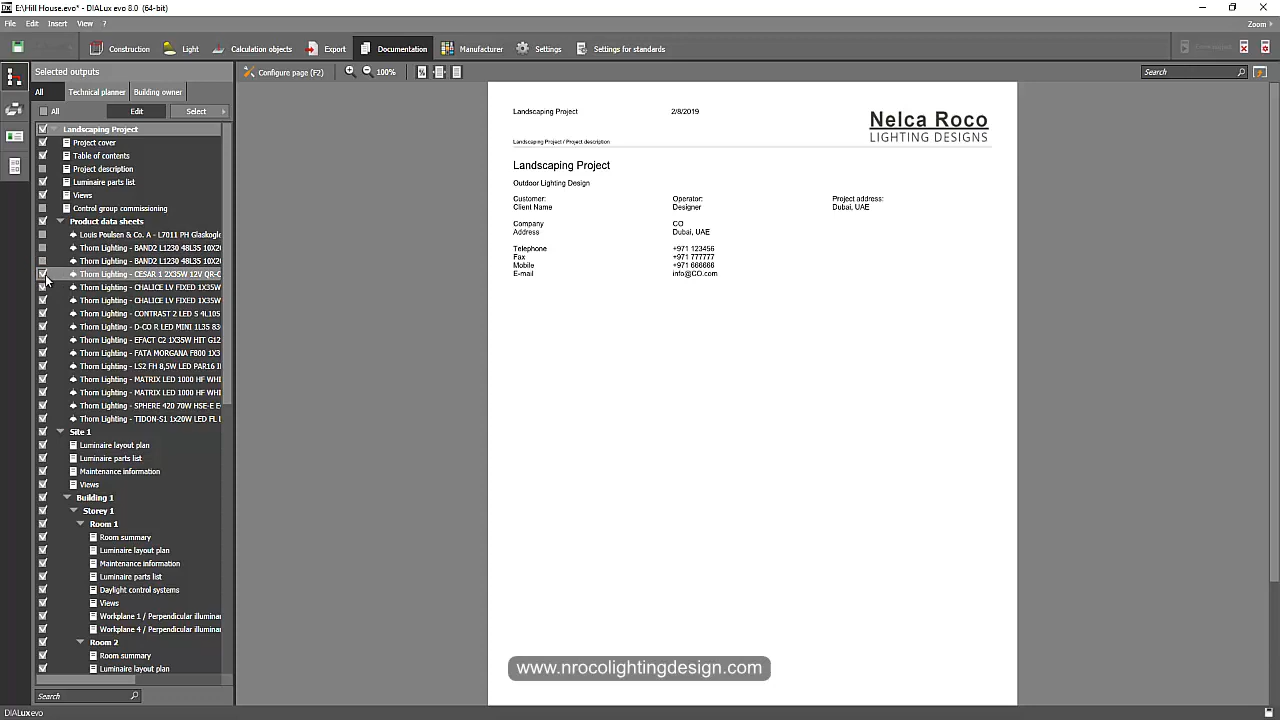 E:\Hill House.evo* - DIALux evo 8.0 (64-bit)
File Edit Insert View ? Zoom
Construction Light Calculation objects Export Documentation Manufacturer Settings Settings for standards
Selected outputs Configure page (F2) 100% Search
All Technical planner Building owner
All Edit Select
Landscaping Project
Project cover
Table of contents
Project description
Luminaire parts list
Views
Control group commissioning
Product data sheets
Louis Poulsen & Co. A - L7011 PH Glaskogle
Thorn Lighting - BAND2 L1230 48L35 10X20
Thorn Lighting - BAND2 L1230 48L35 10X20
Thorn Lighting - CESAR 1 2X35W 12V QR-C
Thorn Lighting - CHALICE LV FIXED 1X35W
Thorn Lighting - CHALICE LV FIXED 1X35W
Thorn Lighting - CONTRAST 2 LED S 4L105
Thorn Lighting - D-CO R LED MINI 1L35 83
Thorn Lighting - EFACT C2 1X35W HIT G12
Thorn Lighting - FATA MORGANA F800 1X3
Thorn Lighting - LS2 FH 8,5W LED PAR16 I
Thorn Lighting - MATRIX LED 1000 HF WHI
Thorn Lighting - MATRIX LED 1000 HF WHI
Thorn Lighting - SPHERE 420 70W HSE-E E
Thorn Lighting - TIDON-S1 1x20W LED FL
Site 1
Luminaire layout plan
Luminaire parts list
Maintenance information
Views
Building 1
Storey 1
Room 1
Room summary
Luminaire layout plan
Maintenance information
Luminaire parts list
Daylight control systems
Views
Workplane 1 / Perpendicular illumina
Workplane 4 / Perpendicular illumina
Room 2
Room summary
Luminaire layout plan
Search
DIALux evo
Landscaping Project 2/8/2019
Nelca Roco
LIGHTING DESIGNS
Landscaping Project / Project description
Landscaping Project
Outdoor Lighting Design
Customer: Operator: Project address:
Client Name Designer Dubai, UAE
Company CO
Address Dubai, UAE
Telephone +971 123456
Fax +971 777777
Mobile +971 666666
E-mail info@CO.com
www.nrocolightingdesign.com